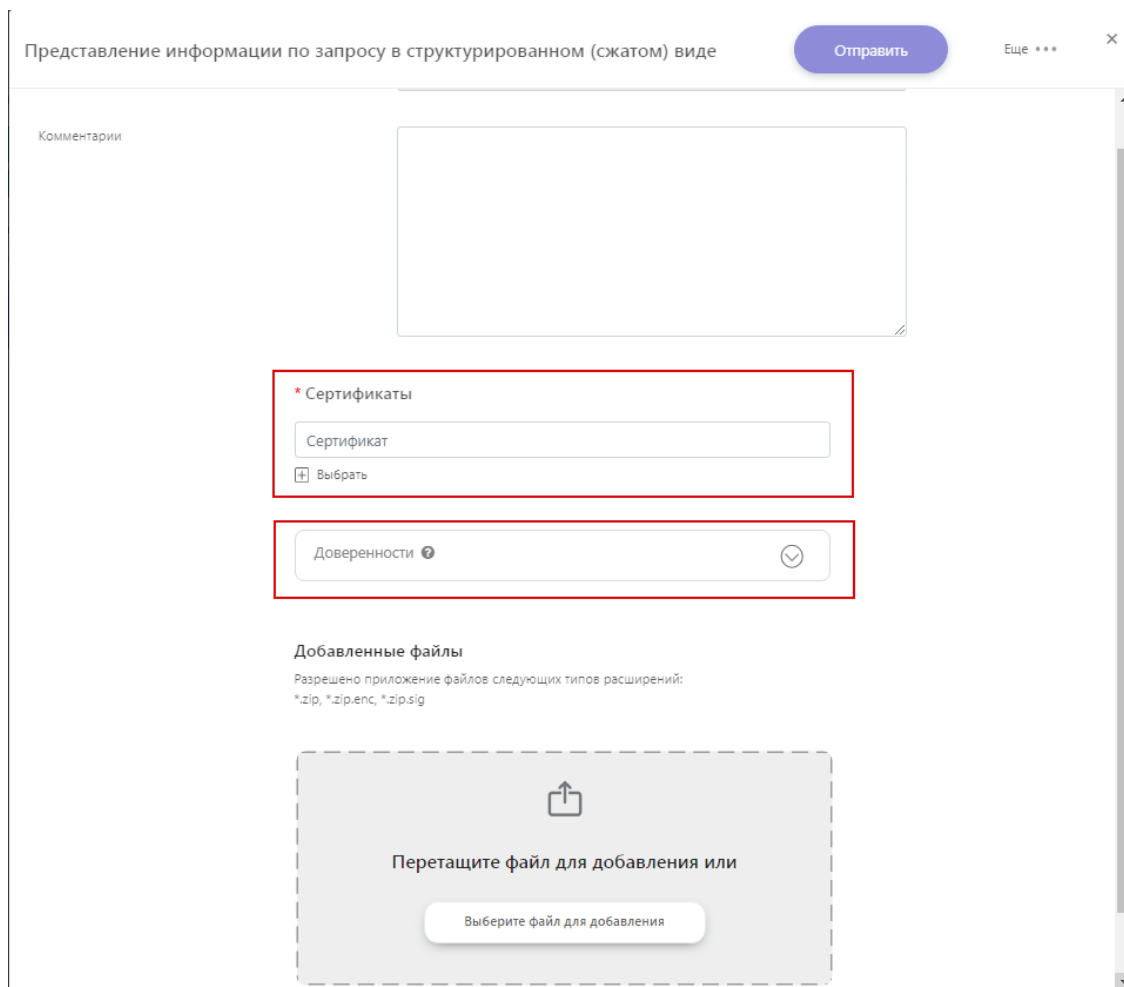 Представление информации по запросу в структурированном (сжатом) виде
Отправить
Еще •••
Комментарии
* Сертификаты
Сертификат
Выбрать
Доверенности
Добавленные файлы
Разрешено приложение файлов следующих типов расширений:
*.zip, *.zip.enc, *.zip.sig
Перетащите файл для добавления или
Выберите файл для добавления